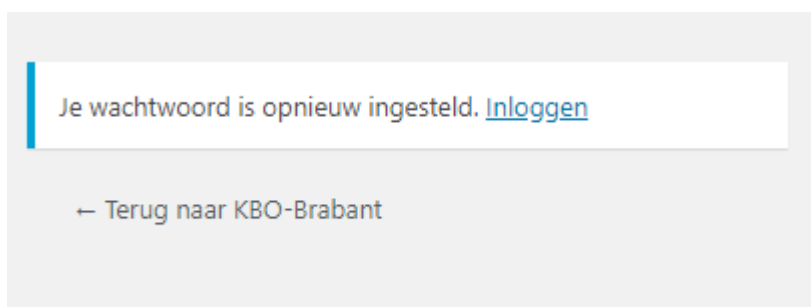 Je wachtwoord is opnieuw ingesteld. Inloggen
← Terug naar KBO-Brabant